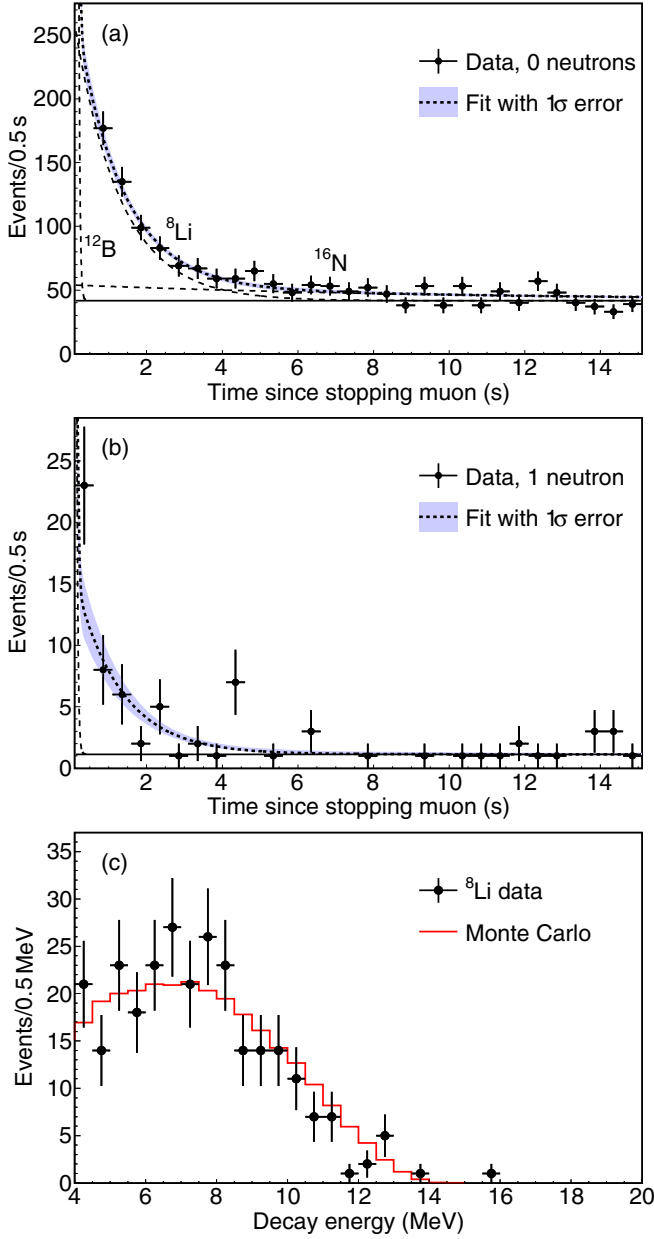 (a)
Data, 0 neutrons
Fit with 1σ error
¹²B
⁸Li
¹⁶N
Events/0.5 s
250
200
150
100
50
0
2 4 6 8 10 12 14
Time since stopping muon (s)
(b)
Data, 1 neutron
Fit with 1σ error
Events/0.5 s
25
20
15
10
5
0
2 4 6 8 10 12 14
Time since stopping muon (s)
(c)
⁸Li data
Monte Carlo
Events/0.5 MeV
35
30
25
20
15
10
5
0
4 6 8 10 12 14 16 18 20
Decay energy (MeV)